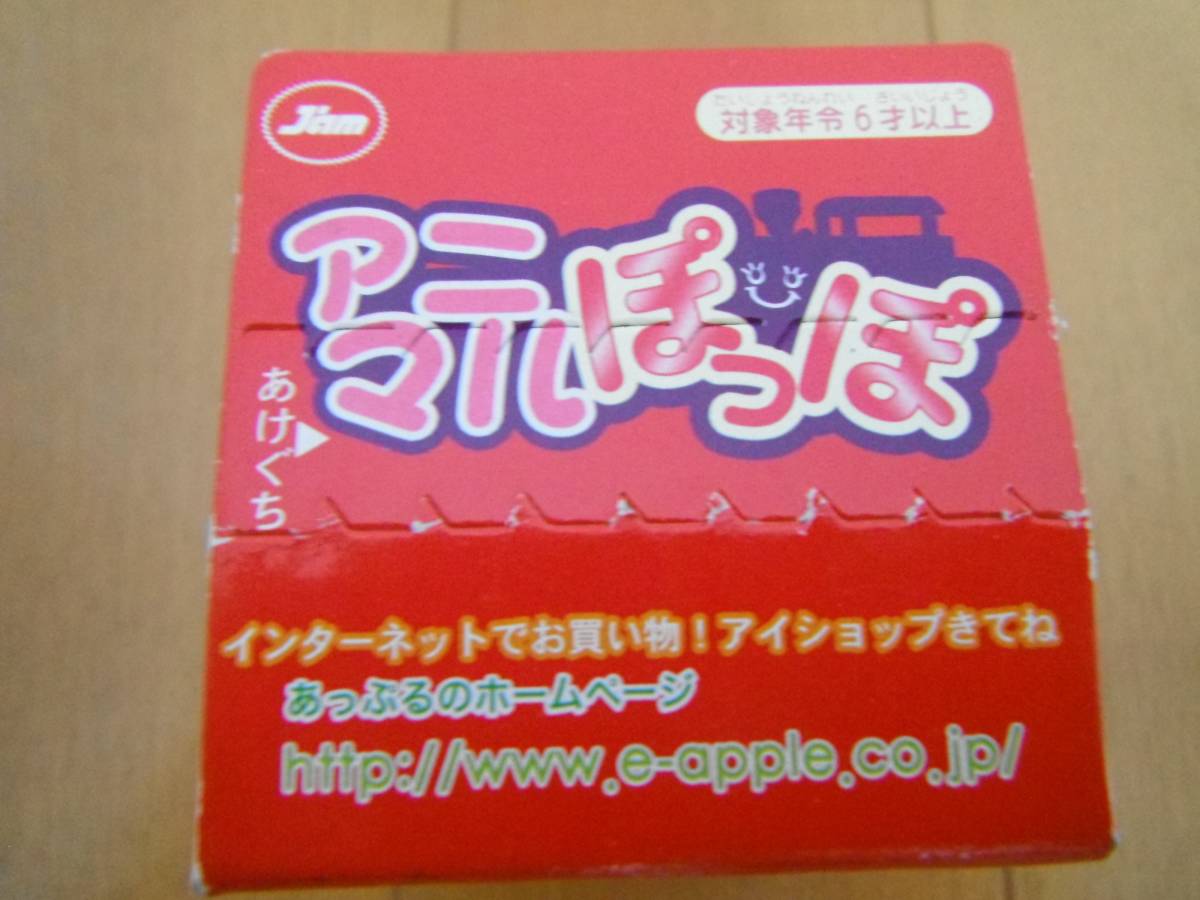 Jam
たいしょうねんれい さいいじょう
対象年令6才以上
アニマルぽっぽ
あけぐち
インターネットでお買い物!アイショップきてね
あっぷるのホームページ
http://www.e-apple.co.jp/